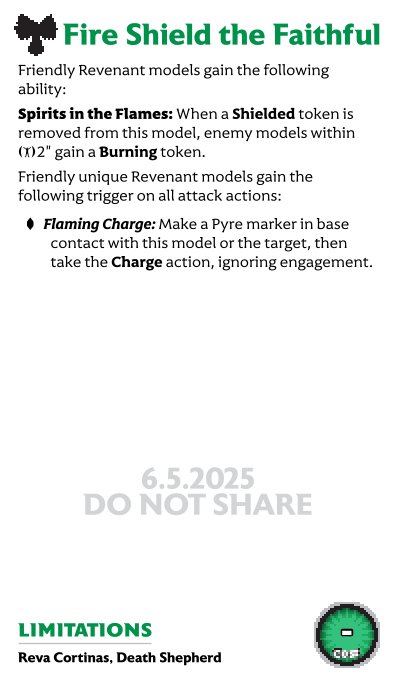 Fire Shield the Faithful
Friendly Revenant models gain the following
ability:
Spirits in the Flames: When a Shielded token is
removed from this model, enemy models within
2" gain a Burning token.
Friendly unique Revenant models gain the
following trigger on all attack actions:
Flaming Charge: Make a Pyre marker in base
contact with this model or the target, then
take the Charge action, ignoring engagement.
6.5.2025
DO NOT SHARE
LIMITATIONS
Reva Cortinas, Death Shepherd